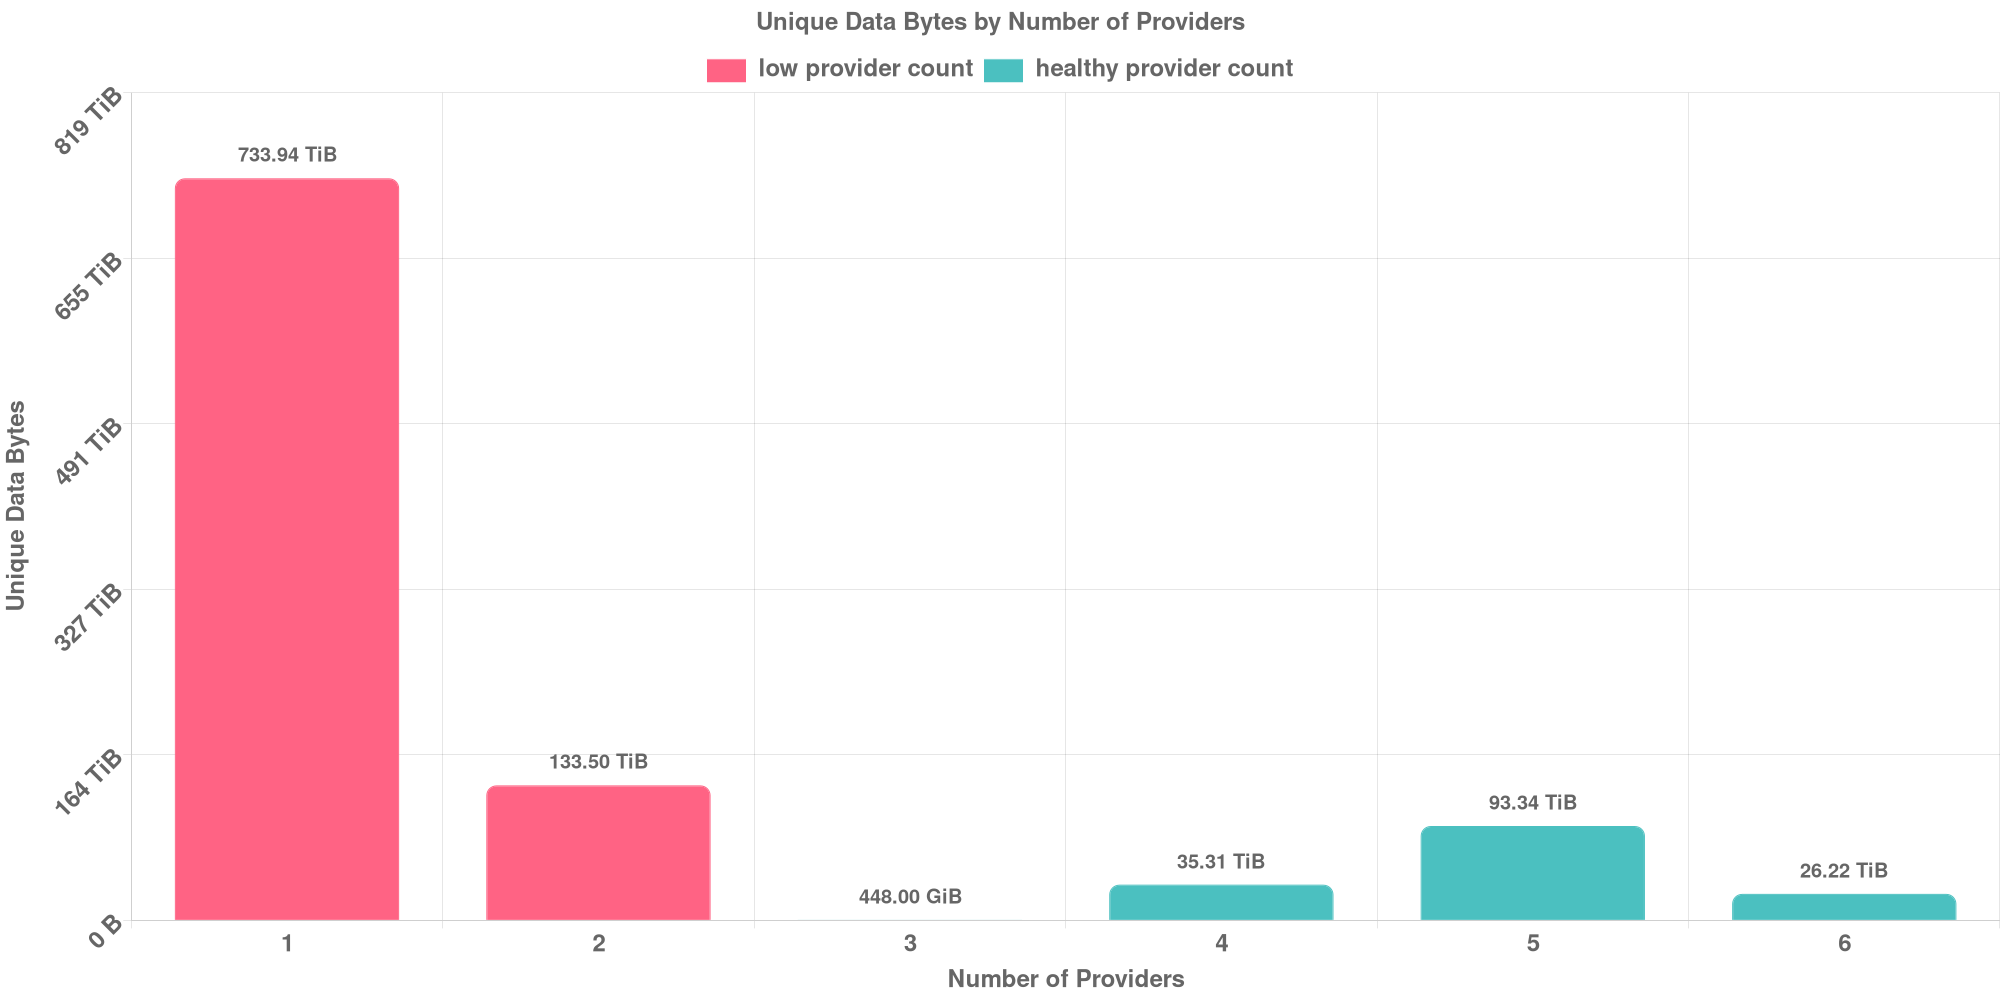 Unique Data Bytes by Number of Providers
low provider count
healthy provider count
819 TiB
655 TiB
491 TiB
327 TiB
164 TiB
0 B
Unique Data Bytes
733.94 TiB
133.50 TiB
448.00 GiB
35.31 TiB
93.34 TiB
26.22 TiB
1
2
3
4
5
6
Number of Providers